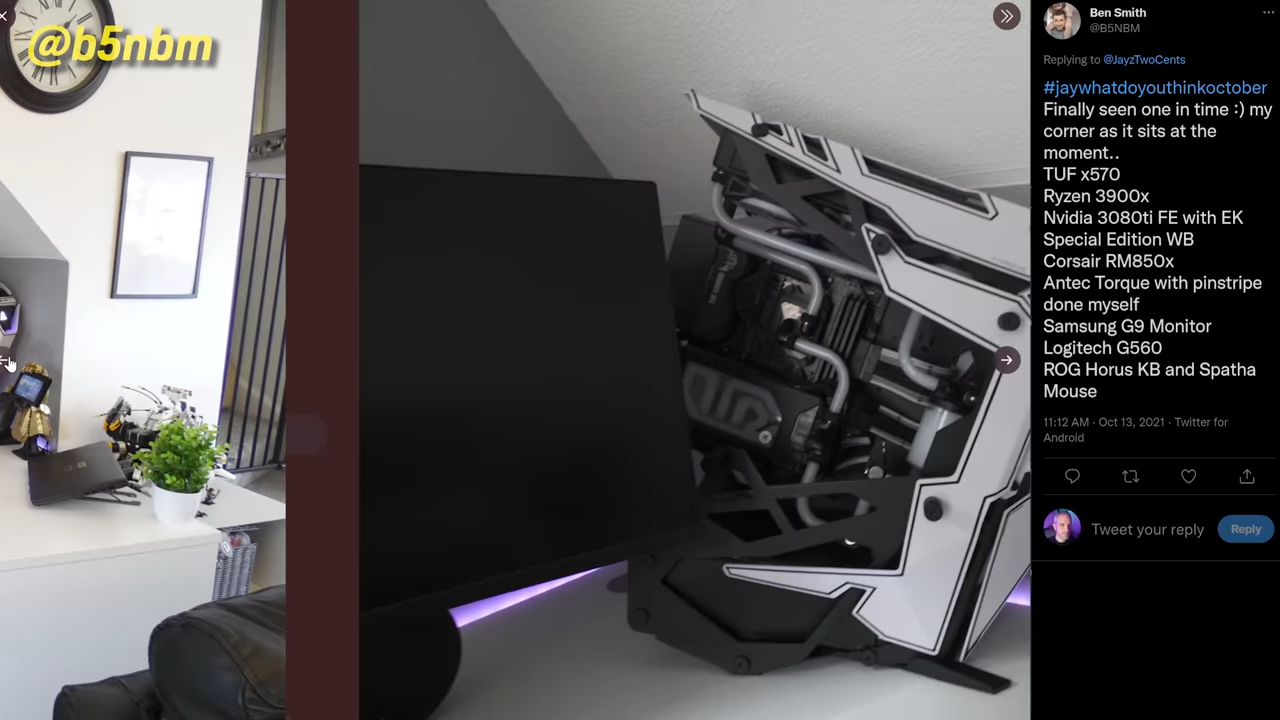 @b5nbm
Ben Smith
@B5NBM
Replying to @JayzTwoCents
#jaywhatdoyouthinkoctober
Finally seen one in time :) my
corner as it sits at the
moment..
TUF x570
Ryzen 3900x
Nvidia 3080ti FE with EK
Special Edition WB
Corsair RM850x
Antec Torque with pinstripe
done myself
Samsung G9 Monitor
Logitech G560
ROG Horus KB and Spatha
Mouse
11:12 AM · Oct 13, 2021 · Twitter for
Android
Tweet your reply
Reply